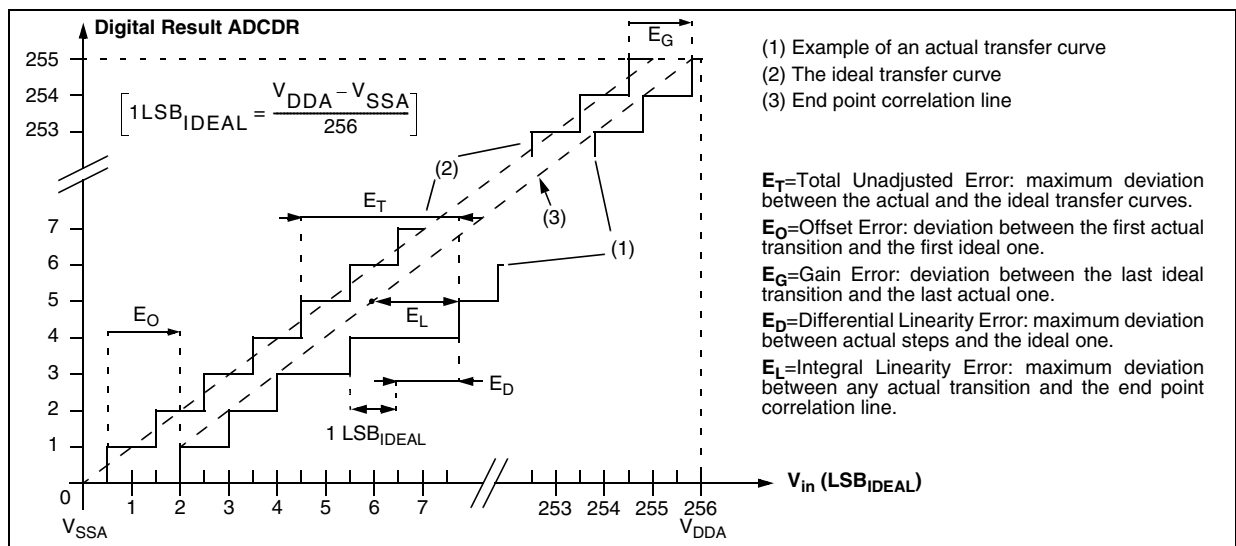 Digital Result ADCDR
E_G
255
254
253
[1LSB_IDEAL = (V_DDA – V_SSA) / 256]
(1) Example of an actual transfer curve
(2) The ideal transfer curve
(3) End point correlation line
(2)
E_T
(3)
(1)
7
6
5
4
3
2
1
0
E_O
E_L
E_D
1 LSB_IDEAL
E_T=Total Unadjusted Error: maximum deviation
between the actual and the ideal transfer curves.
E_O=Offset Error: deviation between the first actual
transition and the first ideal one.
E_G=Gain Error: deviation between the last ideal
transition and the last actual one.
E_D=Differential Linearity Error: maximum deviation
between actual steps and the ideal one.
E_L=Integral Linearity Error: maximum deviation
between any actual transition and the end point
correlation line.
V_in (LSB_IDEAL)
1 2 3 4 5 6 7 253 254 255 256
V_SSA V_DDA